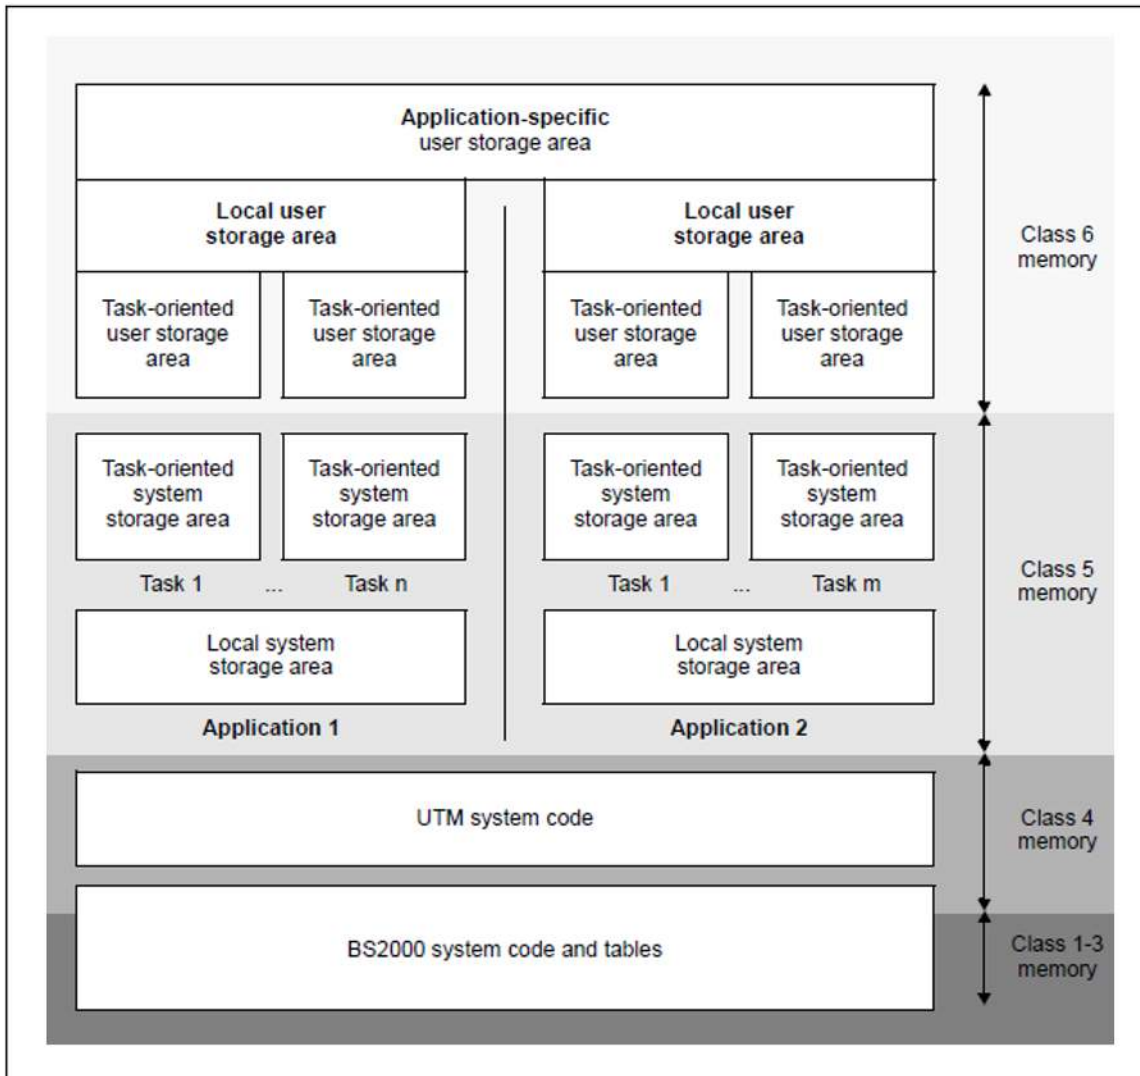 Application-specific
user storage area
Local user
storage area
Local user
storage area
Class 6
memory
Task-oriented
user storage
area
Task-oriented
user storage
area
Task-oriented
user storage
area
Task-oriented
user storage
area
Task-oriented
system
storage area
Task-oriented
system
storage area
Task-oriented
system
storage area
Task-oriented
system
storage area
Task 1 ... Task n
Task 1 ... Task m
Class 5
memory
Local system
storage area
Local system
storage area
Application 1
Application 2
UTM system code
Class 4
memory
BS2000 system code and tables
Class 1-3
memory